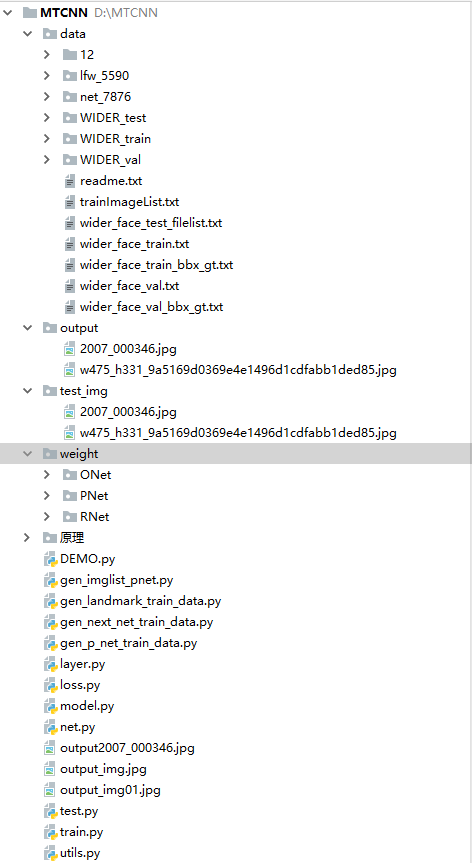 MTCNN D:\MTCNN
data
12
lfw_5590
net_7876
WIDER_test
WIDER_train
WIDER_val
readme.txt
trainImageList.txt
wider_face_test_filelist.txt
wider_face_train.txt
wider_face_train_bbx_gt.txt
wider_face_val.txt
wider_face_val_bbx_gt.txt
output
2007_000346.jpg
w475_h331_9a5169d0369e4e1496d1cdfabb1ded85.jpg
test_img
2007_000346.jpg
w475_h331_9a5169d0369e4e1496d1cdfabb1ded85.jpg
weight
ONet
PNet
RNet
原理
DEMO.py
gen_imglist_pnet.py
gen_landmark_train_data.py
gen_next_net_train_data.py
gen_p_net_train_data.py
layer.py
loss.py
model.py
net.py
output2007_000346.jpg
output_img.jpg
output_img01.jpg
test.py
train.py
utils.py